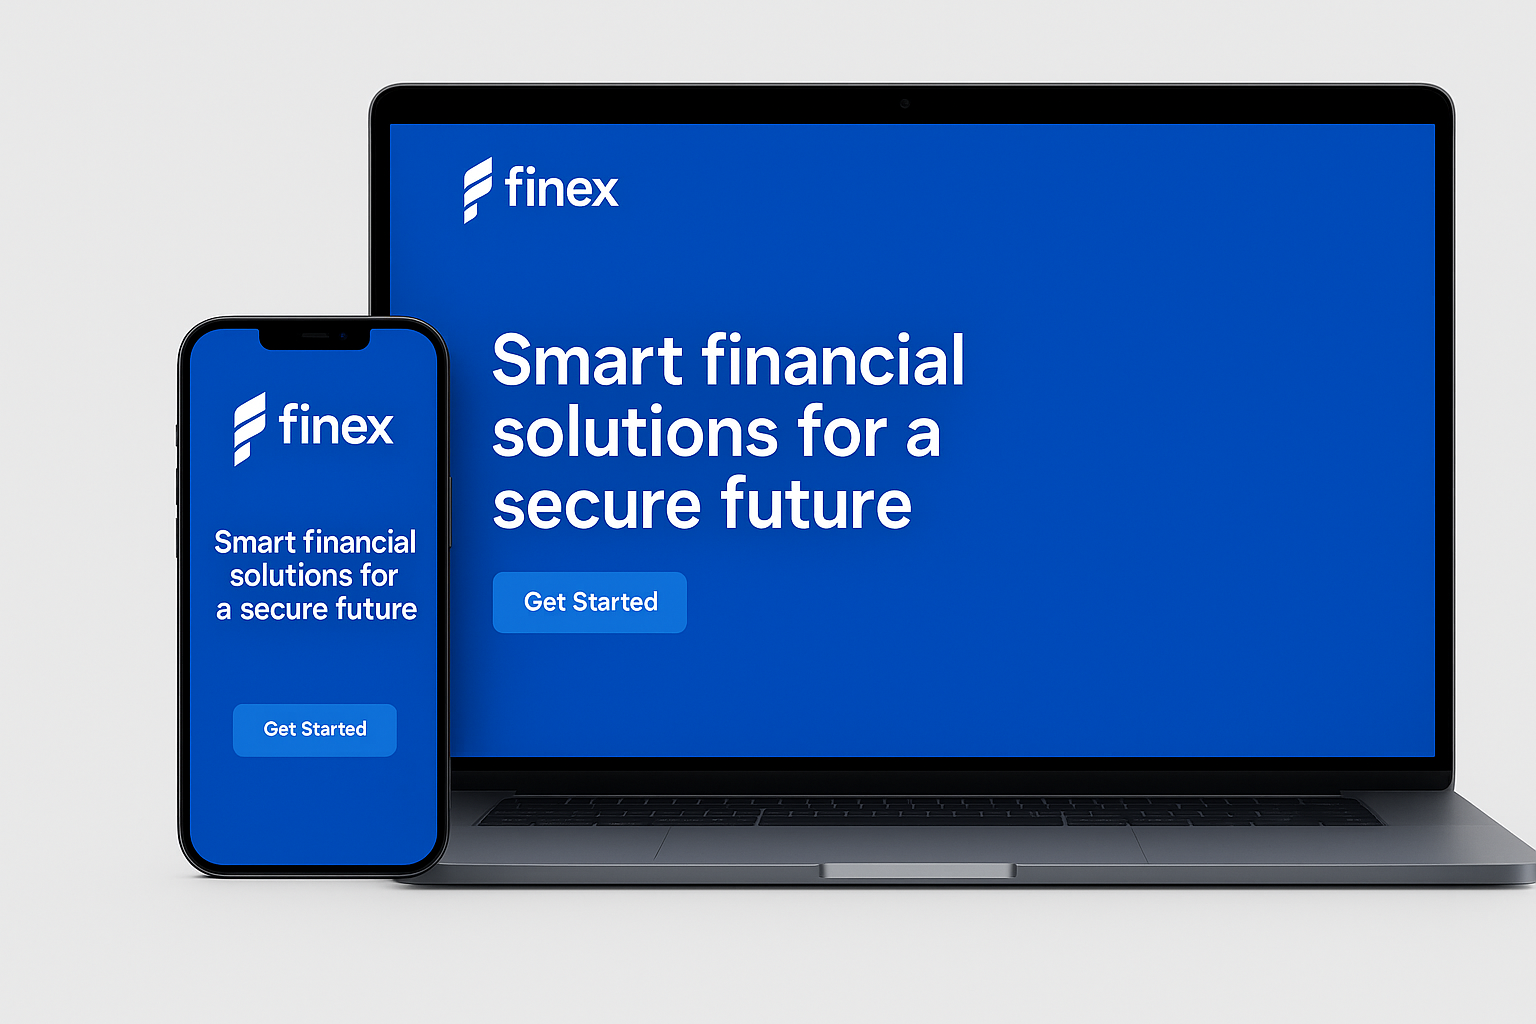 finex
Smart financial
solutions for a
secure future
Get Started
finex
Smart financial
solutions for
a secure future
Get Started